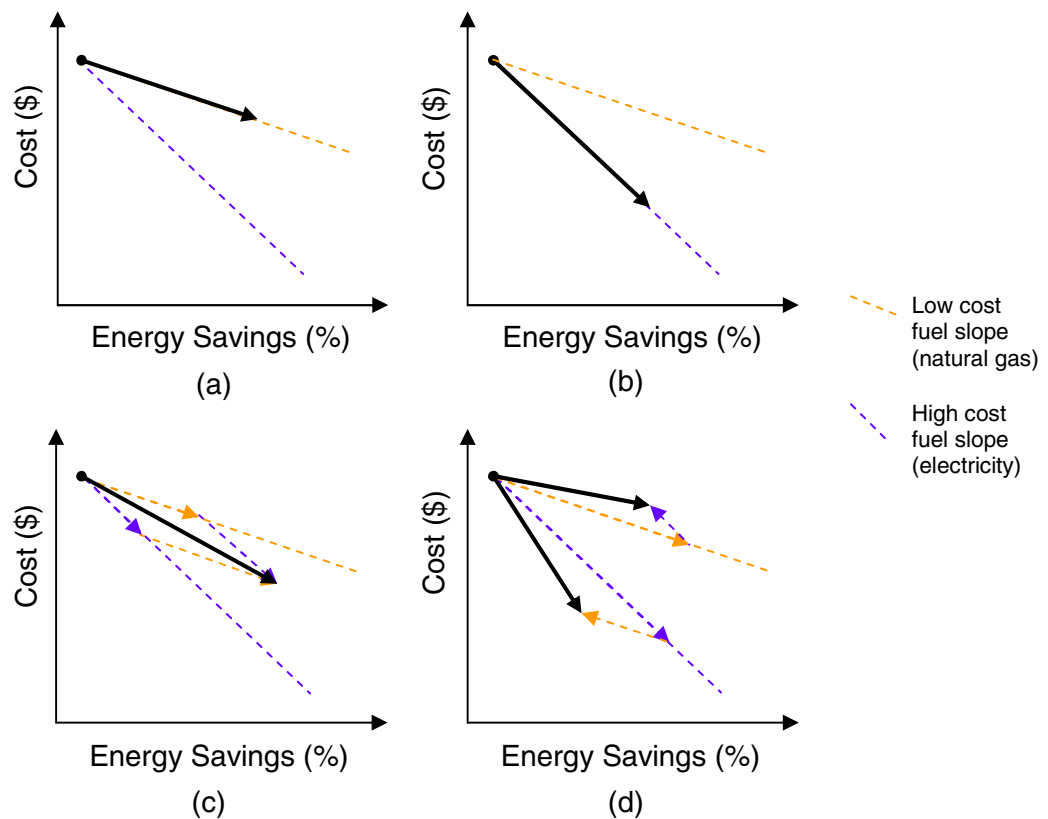 Cost ($)
Energy Savings (%)
(a)
Cost ($)
Energy Savings (%)
(b)
Low cost
fuel slope
(natural gas)
High cost
fuel slope
(electricity)
Cost ($)
Energy Savings (%)
(c)
Cost ($)
Energy Savings (%)
(d)